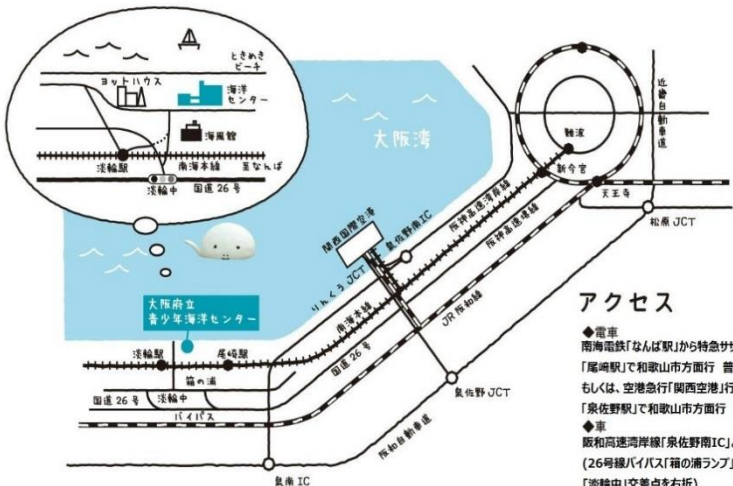 ときめき
ビーチ
ヨットハウス
海洋
センター
海風館
淡輪駅
南海本線
至なんば
淡輪中
国道26号
大阪湾
近畿自動車道
難波
新今宮
天王寺
松原JCT
阪神高速湾岸線
阪神高速堺線
関西国際空港
泉佐野南IC
りんくうJCT
南海本線
JR阪和線
国道26号
大阪府立
青少年海洋センター
淡輪駅
尾崎駅
箱の浦
国道26号
淡輪中
バイパス
泉佐野JCT
阪和自動車道
泉南IC
アクセス
◆電車
南海電鉄「なんば駅」から特急サ
「尾崎駅」で和歌山市方面行 普
もしくは、空港急行「関西空港」行
「泉佐野駅」で和歌山市方面行
◆車
阪和高速湾岸線「泉佐野南IC」
(26号線バイパス「箱の浦ランプ」
「淡輪中」交差点を右折)